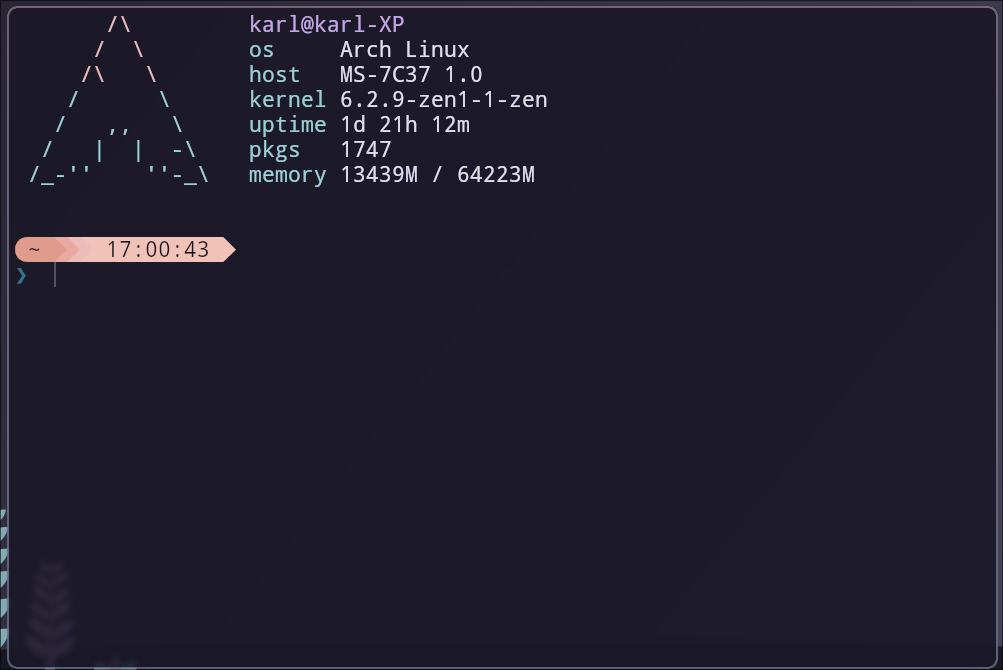 karl@karl-XP
os Arch Linux
host MS-7C37 1.0
kernel 6.2.9-zen1-1-zen
uptime 1d 21h 12m
pkgs 1747
memory 13439M / 64223M
~ 17:00:43
❯